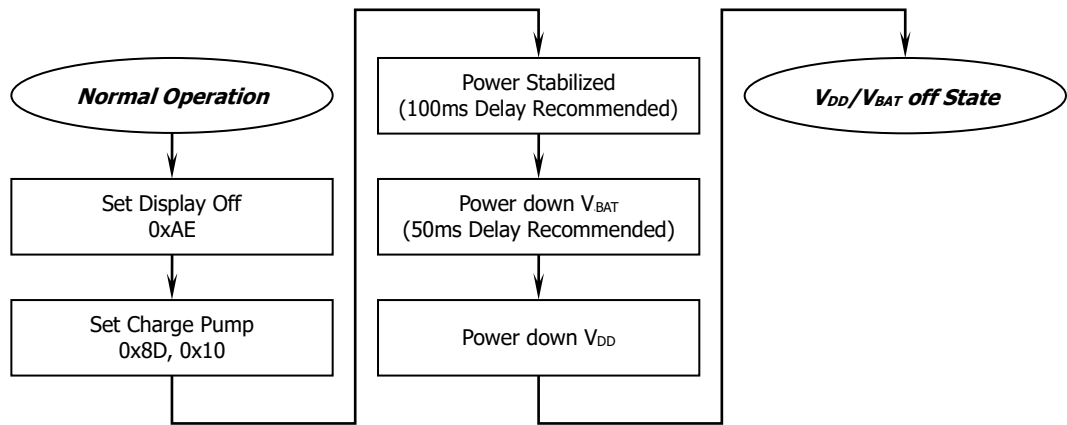 Normal Operation
Set Display Off
0xAE
Set Charge Pump
0x8D, 0x10
Power Stabilized
(100ms Delay Recommended)
Power down VBAT
(50ms Delay Recommended)
Power down VDD
VDD/VBAT off State